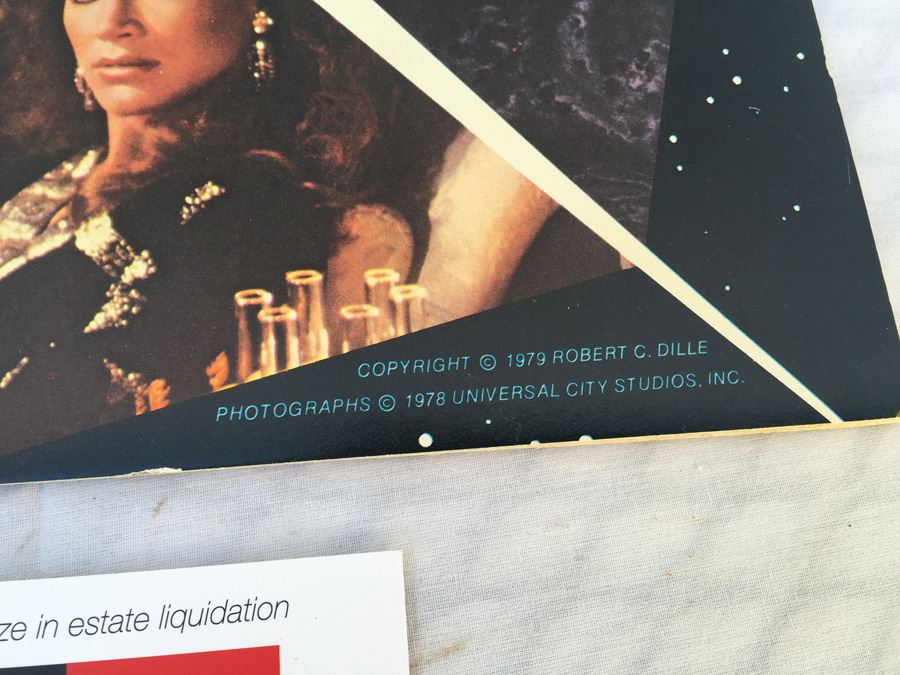 COPYRIGHT © 1979 ROBERT C. DILLE
PHOTOGRAPHS © 1978 UNIVERSAL CITY STUDIOS, INC.
ze in estate liquidation